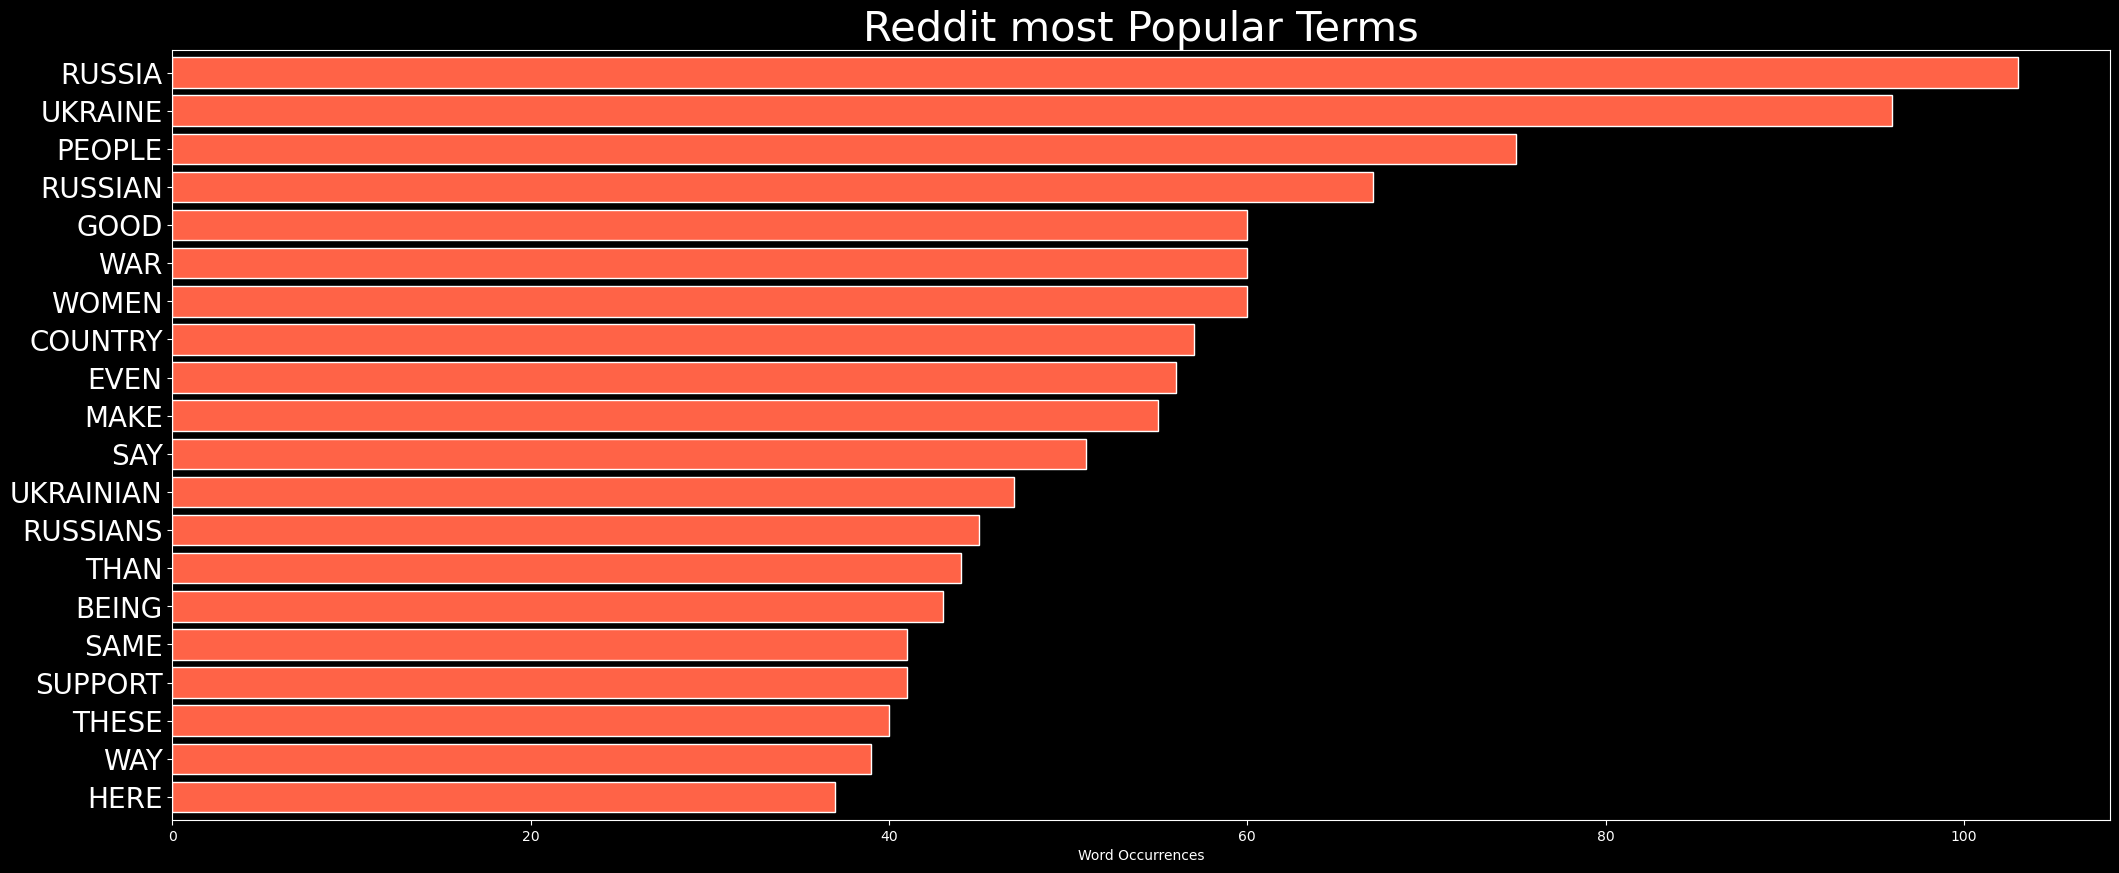 Reddit most Popular Terms
RUSSIA
UKRAINE
PEOPLE
RUSSIAN
GOOD
WAR
WOMEN
COUNTRY
EVEN
MAKE
SAY
UKRAINIAN
RUSSIANS
THAN
BEING
SAME
SUPPORT
THESE
WAY
HERE
0 20 40 60 80 100
Word Occurrences